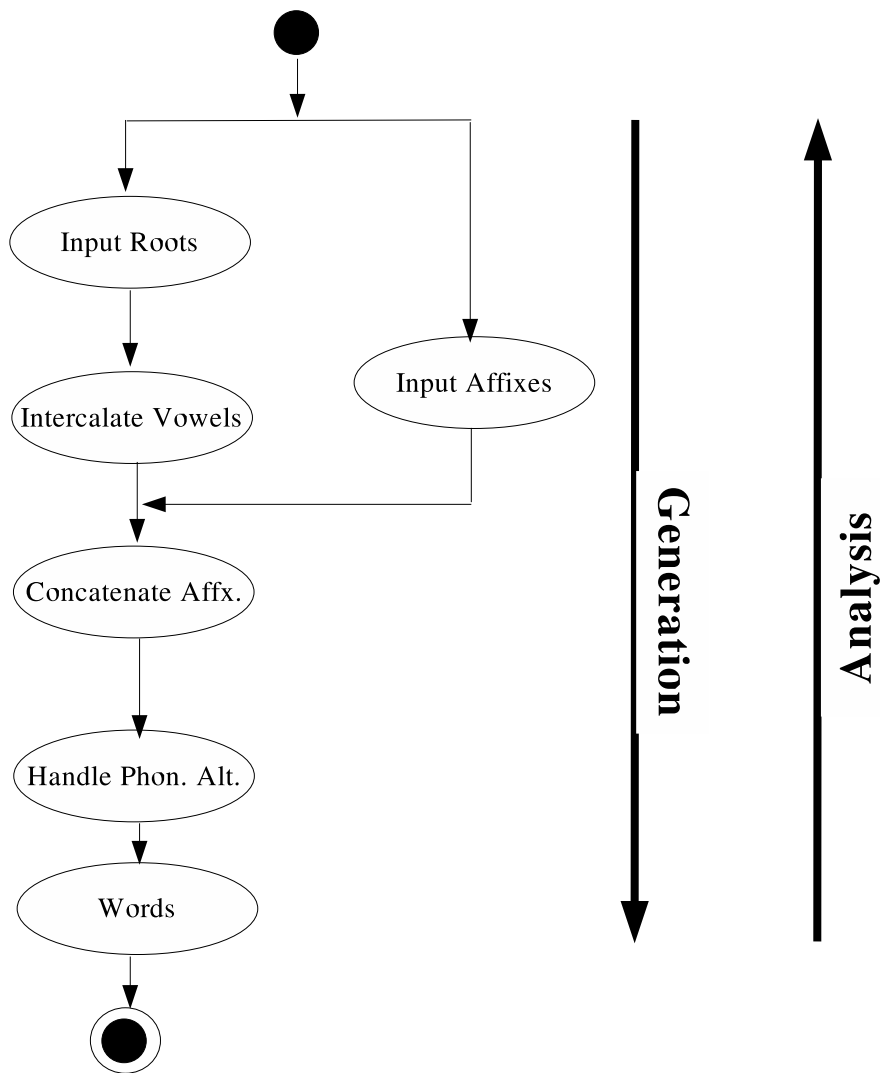 Input Roots
Input Affixes
Intercalate Vowels
Concatenate Affx.
Handle Phon. Alt.
Words
Generation
Analysis